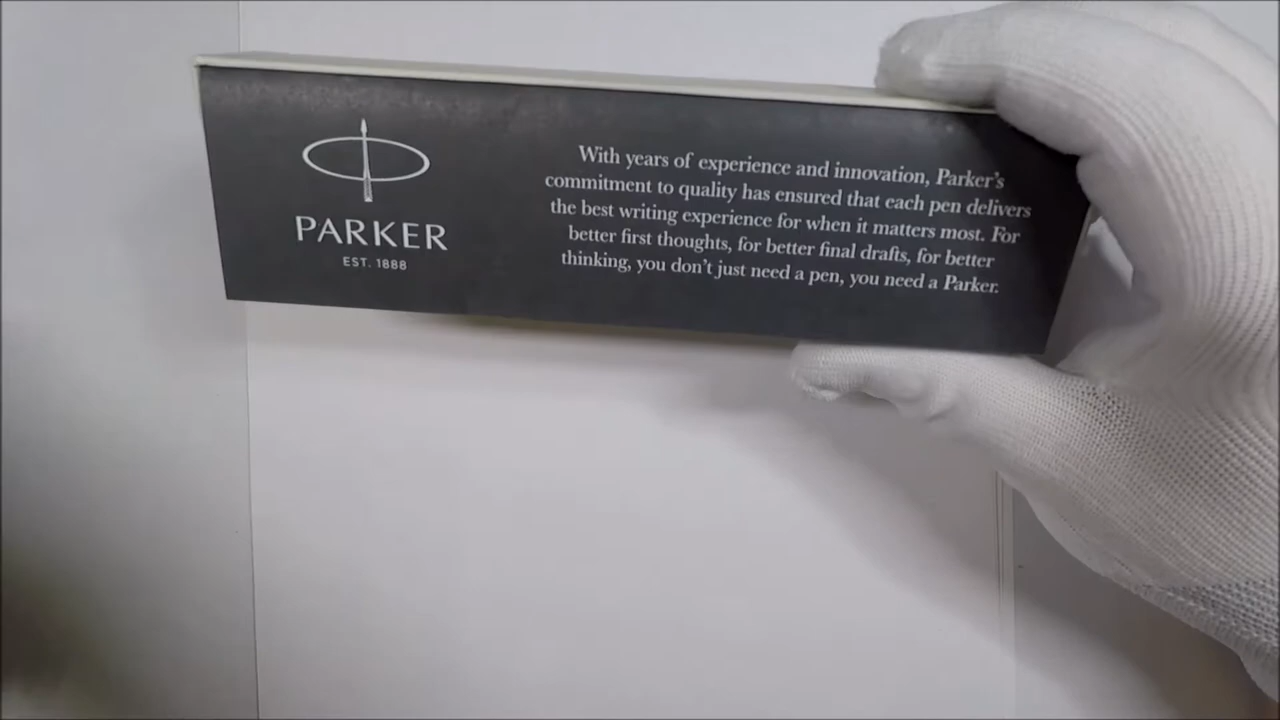 PARKER
EST. 1888
With years of experience and innovation, Parker's
commitment to quality has ensured that each pen delivers
the best writing experience for when it matters most. For
better first thoughts, for better final drafts, for better
thinking, you don't just need a pen, you need a Parker.